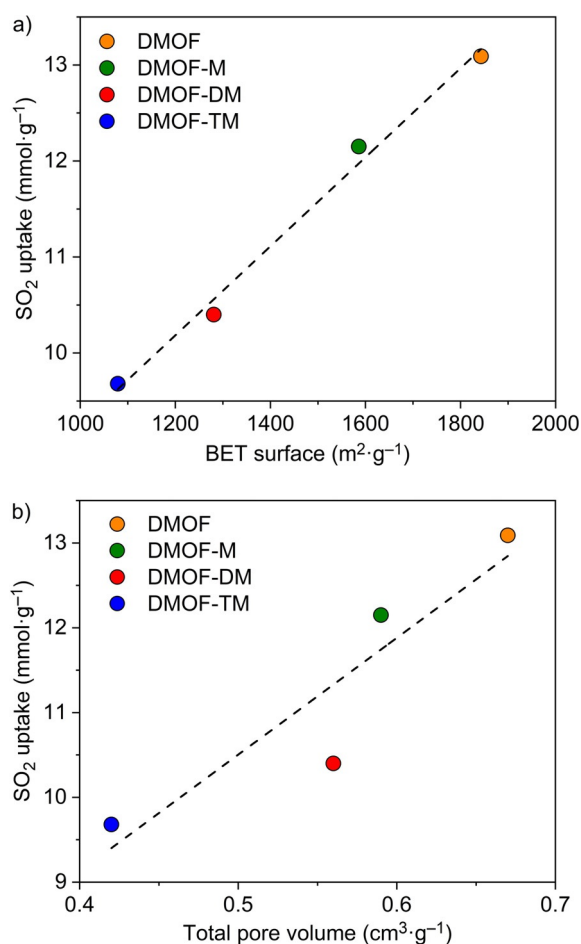 a)
DMOF
DMOF-M
DMOF-DM
DMOF-TM
13
12
11
10
SO₂ uptake (mmol·g⁻¹)
1000 1200 1400 1600 1800 2000
BET surface (m²·g⁻¹)
b)
DMOF
DMOF-M
DMOF-DM
DMOF-TM
13
12
11
10
9
SO₂ uptake (mmol·g⁻¹)
0.4 0.5 0.6 0.7
Total pore volume (cm³·g⁻¹)